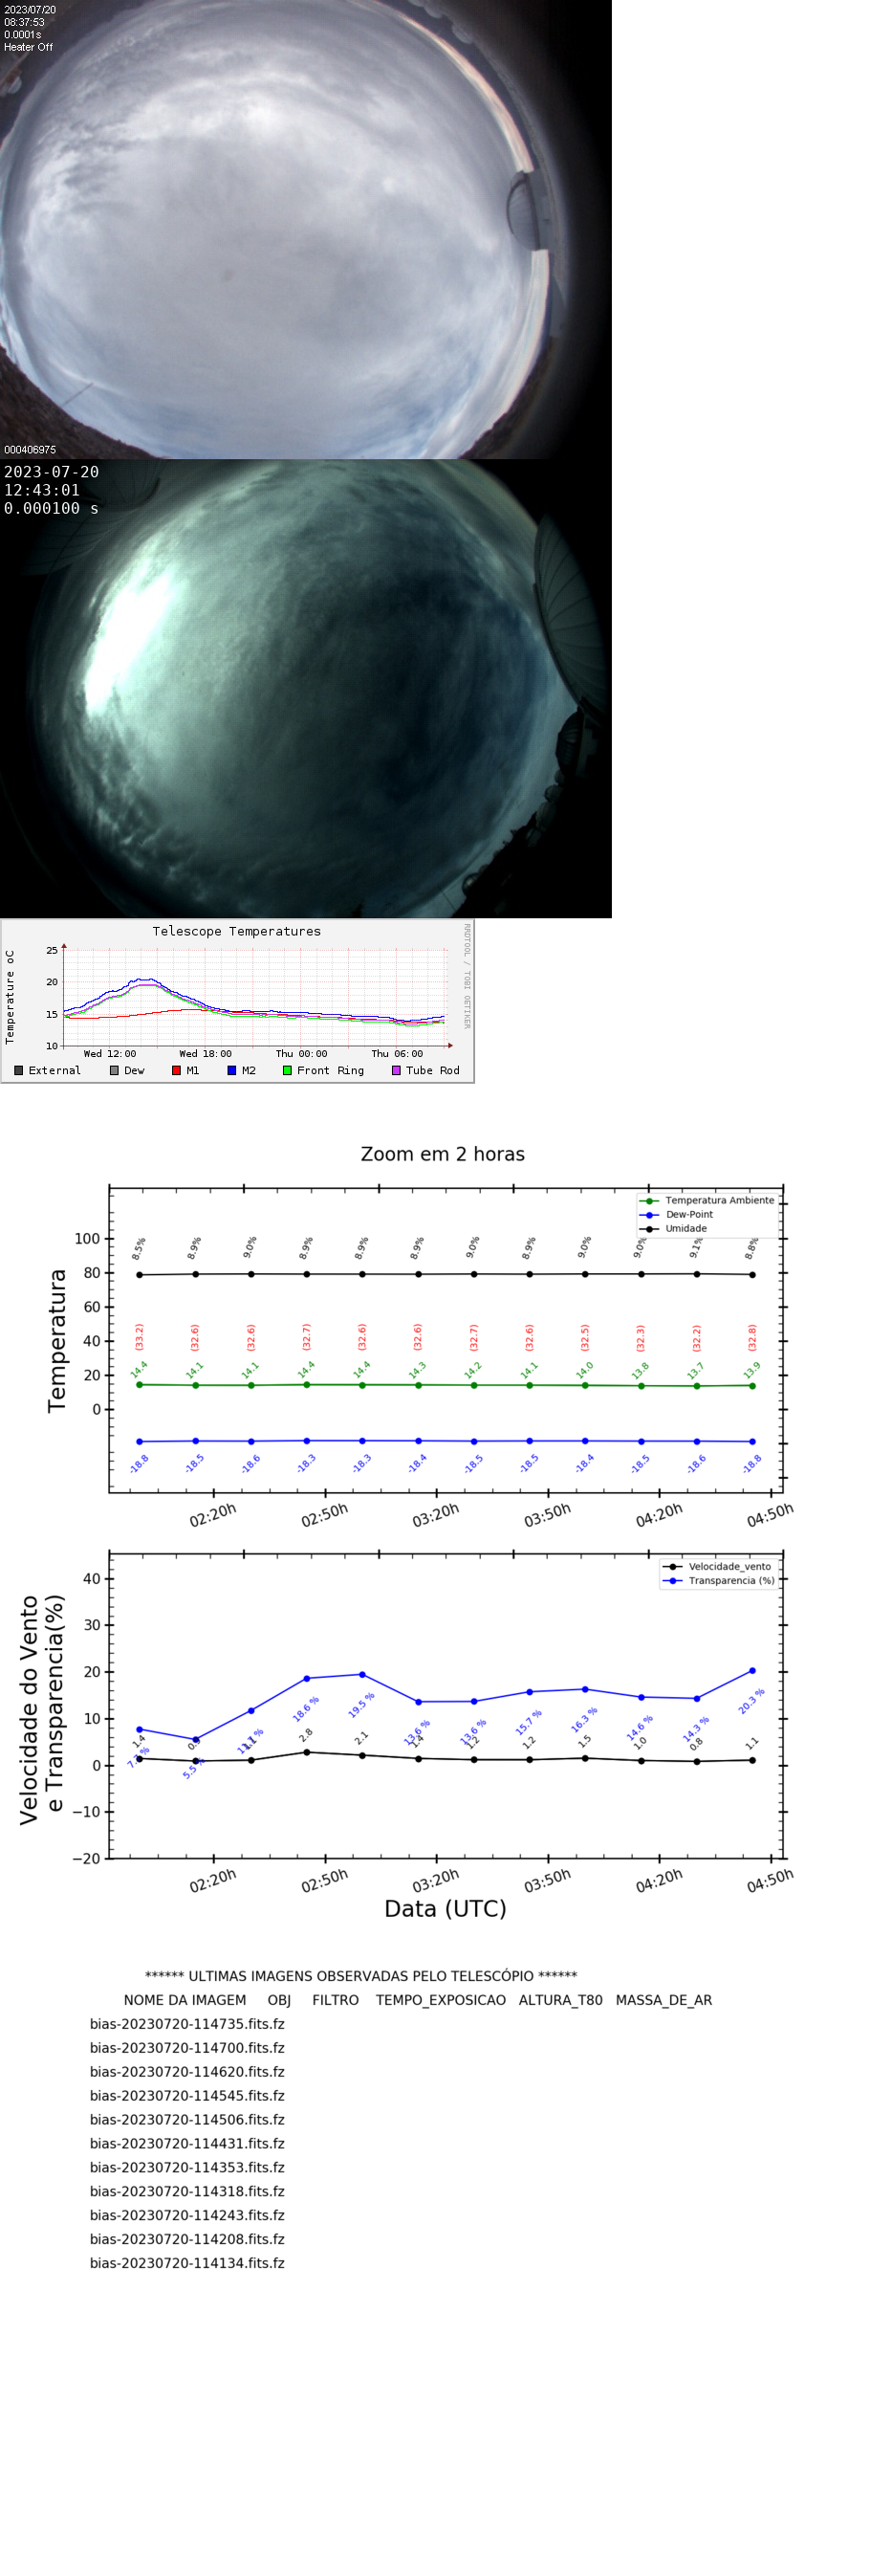 2023/07/20
08:37:53
0.0001s
Heater Off
000406975
2023-07-20
12:43:01
0.000100 s
Telescope Temperatures
RRDTOOL / TOBI OETIKER
Temperature oC
25
20
15
10
Wed 12:00 Wed 18:00 Thu 00:00 Thu 06:00
External Dew M1 M2 Front Ring Tube Rod
Zoom em 2 horas
Temperatura Ambiente
Dew-Point
Umidade
Temperatura
100
80
60
40
20
0
8.5% 8.9% 9.0% 8.9% 8.9% 8.9% 9.0% 8.9% 9.0% 9.0% 9.1% 8.8%
(33.2) (32.6) (32.6) (32.7) (32.6) (32.6) (32.7) (32.6) (32.5) (32.3) (32.2) (32.8)
14.4 14.1 14.1 14.4 14.4 14.3 14.2 14.1 14.0 13.8 13.7 13.9
-18.8 -18.5 -18.6 -18.3 -18.3 -18.4 -18.5 -18.5 -18.4 -18.5 -18.6 -18.8
02:20h 02:50h 03:20h 03:50h 04:20h 04:50h
Velocidade_vento
Transparencia (%)
Velocidade do Vento
e Transparencia(%)
40
30
20
10
0
−10
−20
5.5 % 18.6 % 19.5 % 13.6 % 13.6 % 15.7 % 16.3 % 14.6 % 14.3 % 20.3 %
1.4 2.8 2.1 1.4 1.2 1.2 1.5 1.0 0.8 1.1
02:20h 02:50h 03:20h 03:50h 04:20h 04:50h
Data (UTC)
****** ULTIMAS IMAGENS OBSERVADAS PELO TELESCÓPIO ******
NOME DA IMAGEM OBJ FILTRO TEMPO_EXPOSICAO ALTURA_T80 MASSA_DE_AR
bias-20230720-114735.fits.fz
bias-20230720-114700.fits.fz
bias-20230720-114620.fits.fz
bias-20230720-114545.fits.fz
bias-20230720-114506.fits.fz
bias-20230720-114431.fits.fz
bias-20230720-114353.fits.fz
bias-20230720-114318.fits.fz
bias-20230720-114243.fits.fz
bias-20230720-114208.fits.fz
bias-20230720-114134.fits.fz